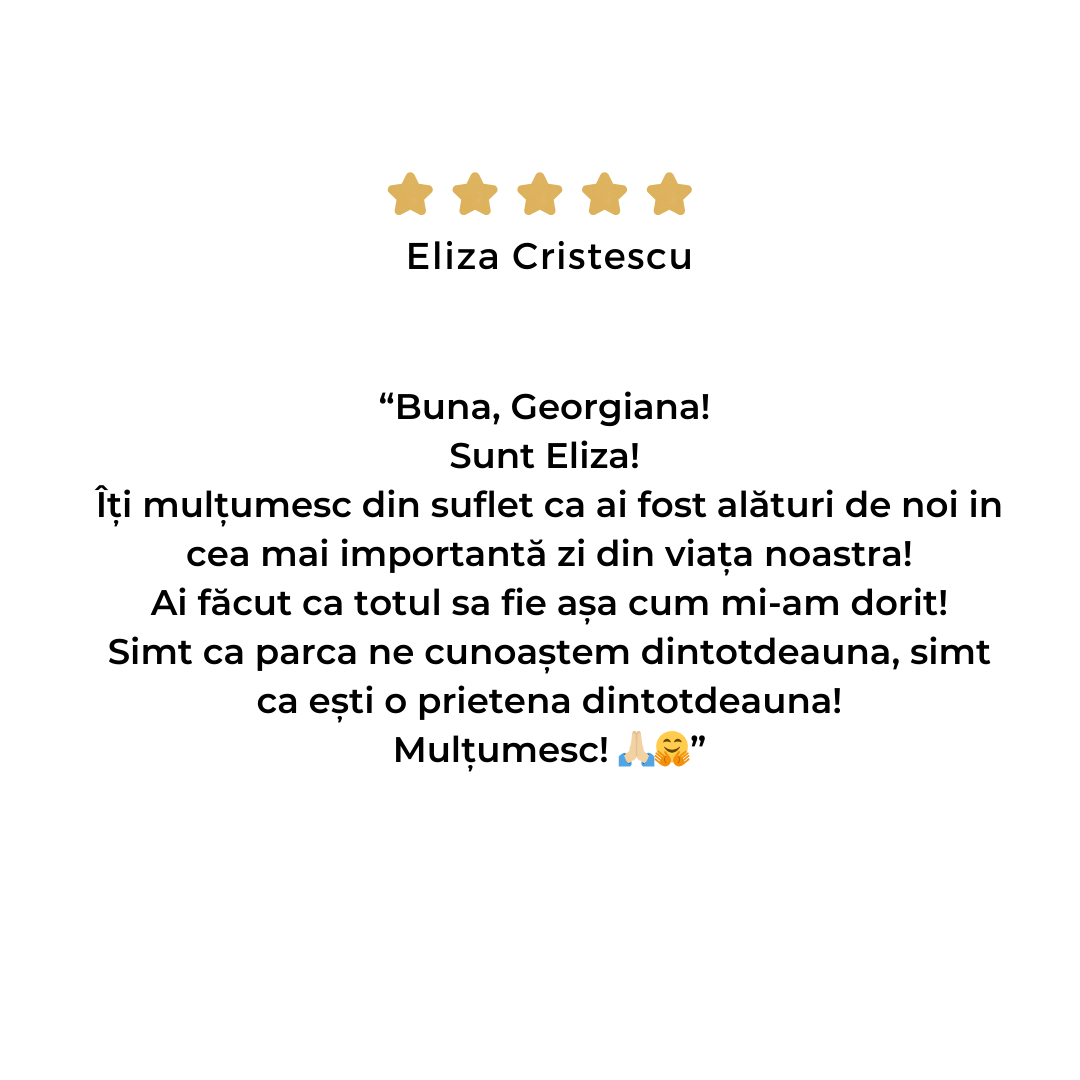 Eliza Cristescu
“Buna, Georgiana!
Sunt Eliza!
Îți mulțumesc din suflet ca ai fost alături de noi in
cea mai importantă zi din viața noastra!
Ai făcut ca totul sa fie așa cum mi-am dorit!
Simt ca parca ne cunoaștem dintotdeauna, simt
ca ești o prietena dintotdeauna!
Mulțumesc! 🙏🏼🤗”